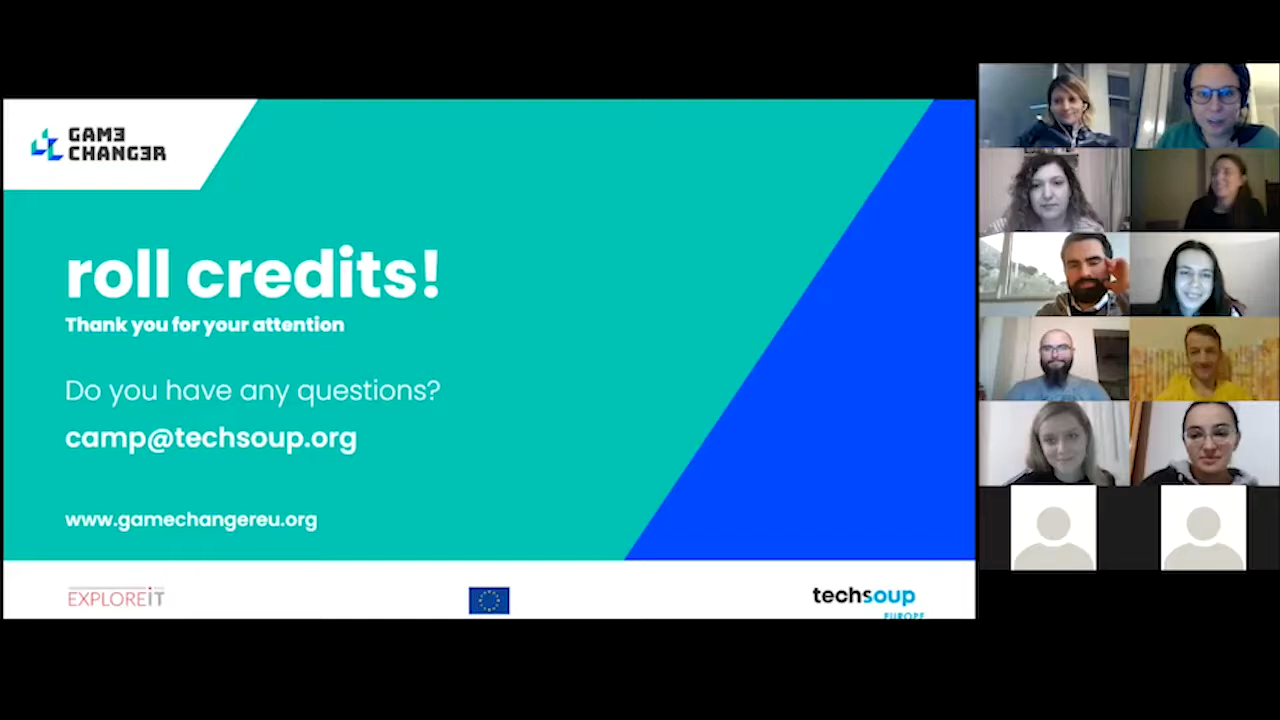 GAM3
CHANG3R
roll credits!
Thank you for your attention
Do you have any questions?
camp@techsoup.org
www.gamechangereu.org
EXPLOREiT
techsoup
EUROPE